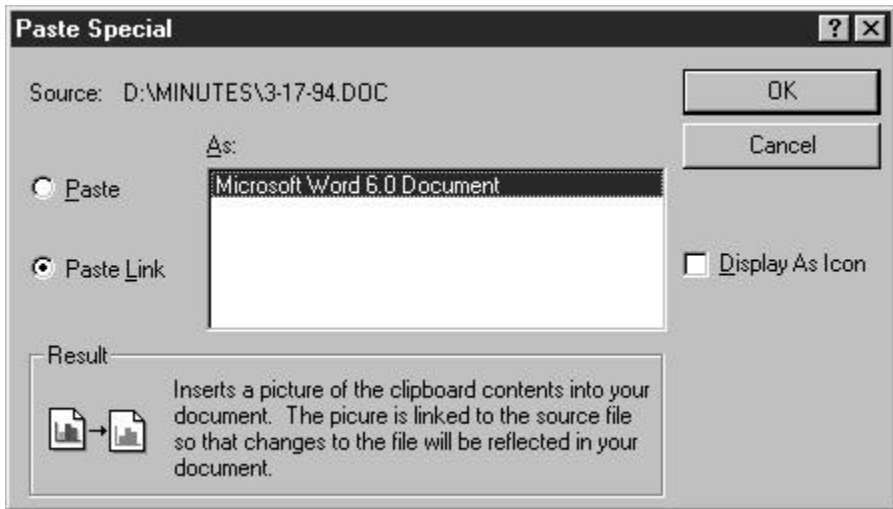 Paste Special
Source: D:\MINUTES\3-17-94.DOC
OK
As:
Cancel
Microsoft Word 6.0 Document
Paste
Paste Link
Display As Icon
Result
Inserts a picture of the clipboard contents into your
document. The picure is linked to the source file
so that changes to the file will be reflected in your
document.